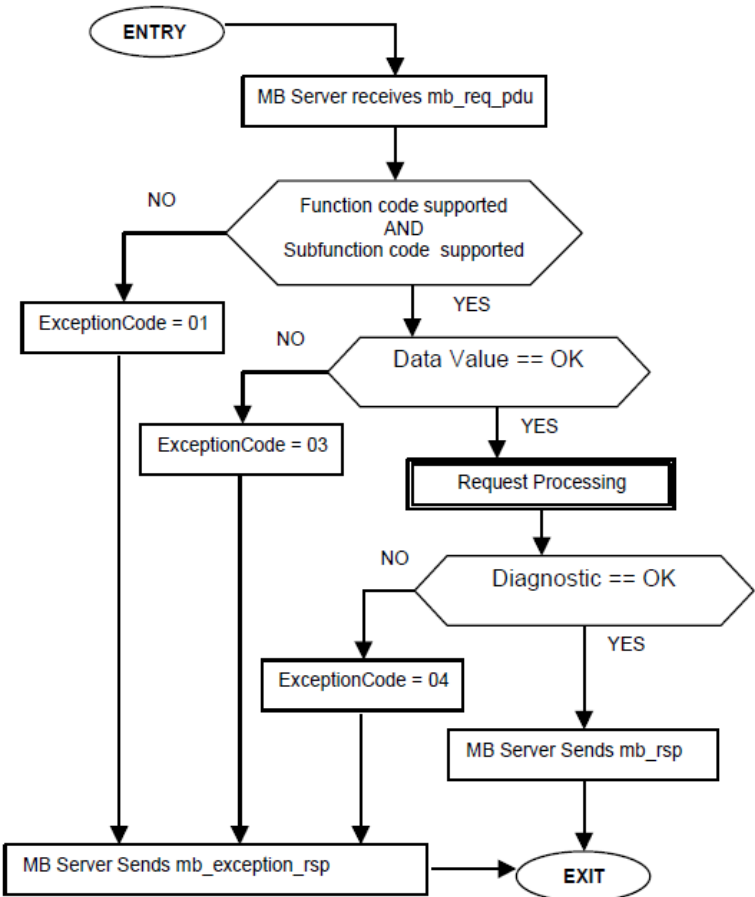 ENTRY
MB Server receives mb_req_pdu
NO
Function code supported
AND
Subfunction code supported
YES
ExceptionCode = 01
NO
Data Value == OK
YES
ExceptionCode = 03
Request Processing
NO
Diagnostic == OK
YES
ExceptionCode = 04
MB Server Sends mb_rsp
MB Server Sends mb_exception_rsp
EXIT